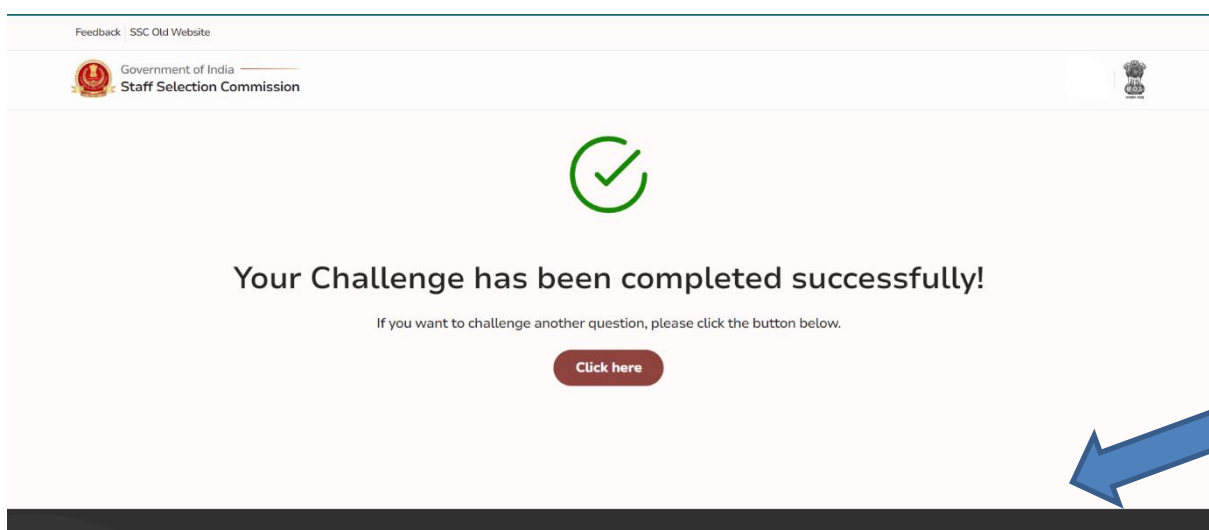 Feedback SSC Old Website
Government of India
Staff Selection Commission
Your Challenge has been completed successfully!
If you want to challenge another question, please click the button below.
Click here